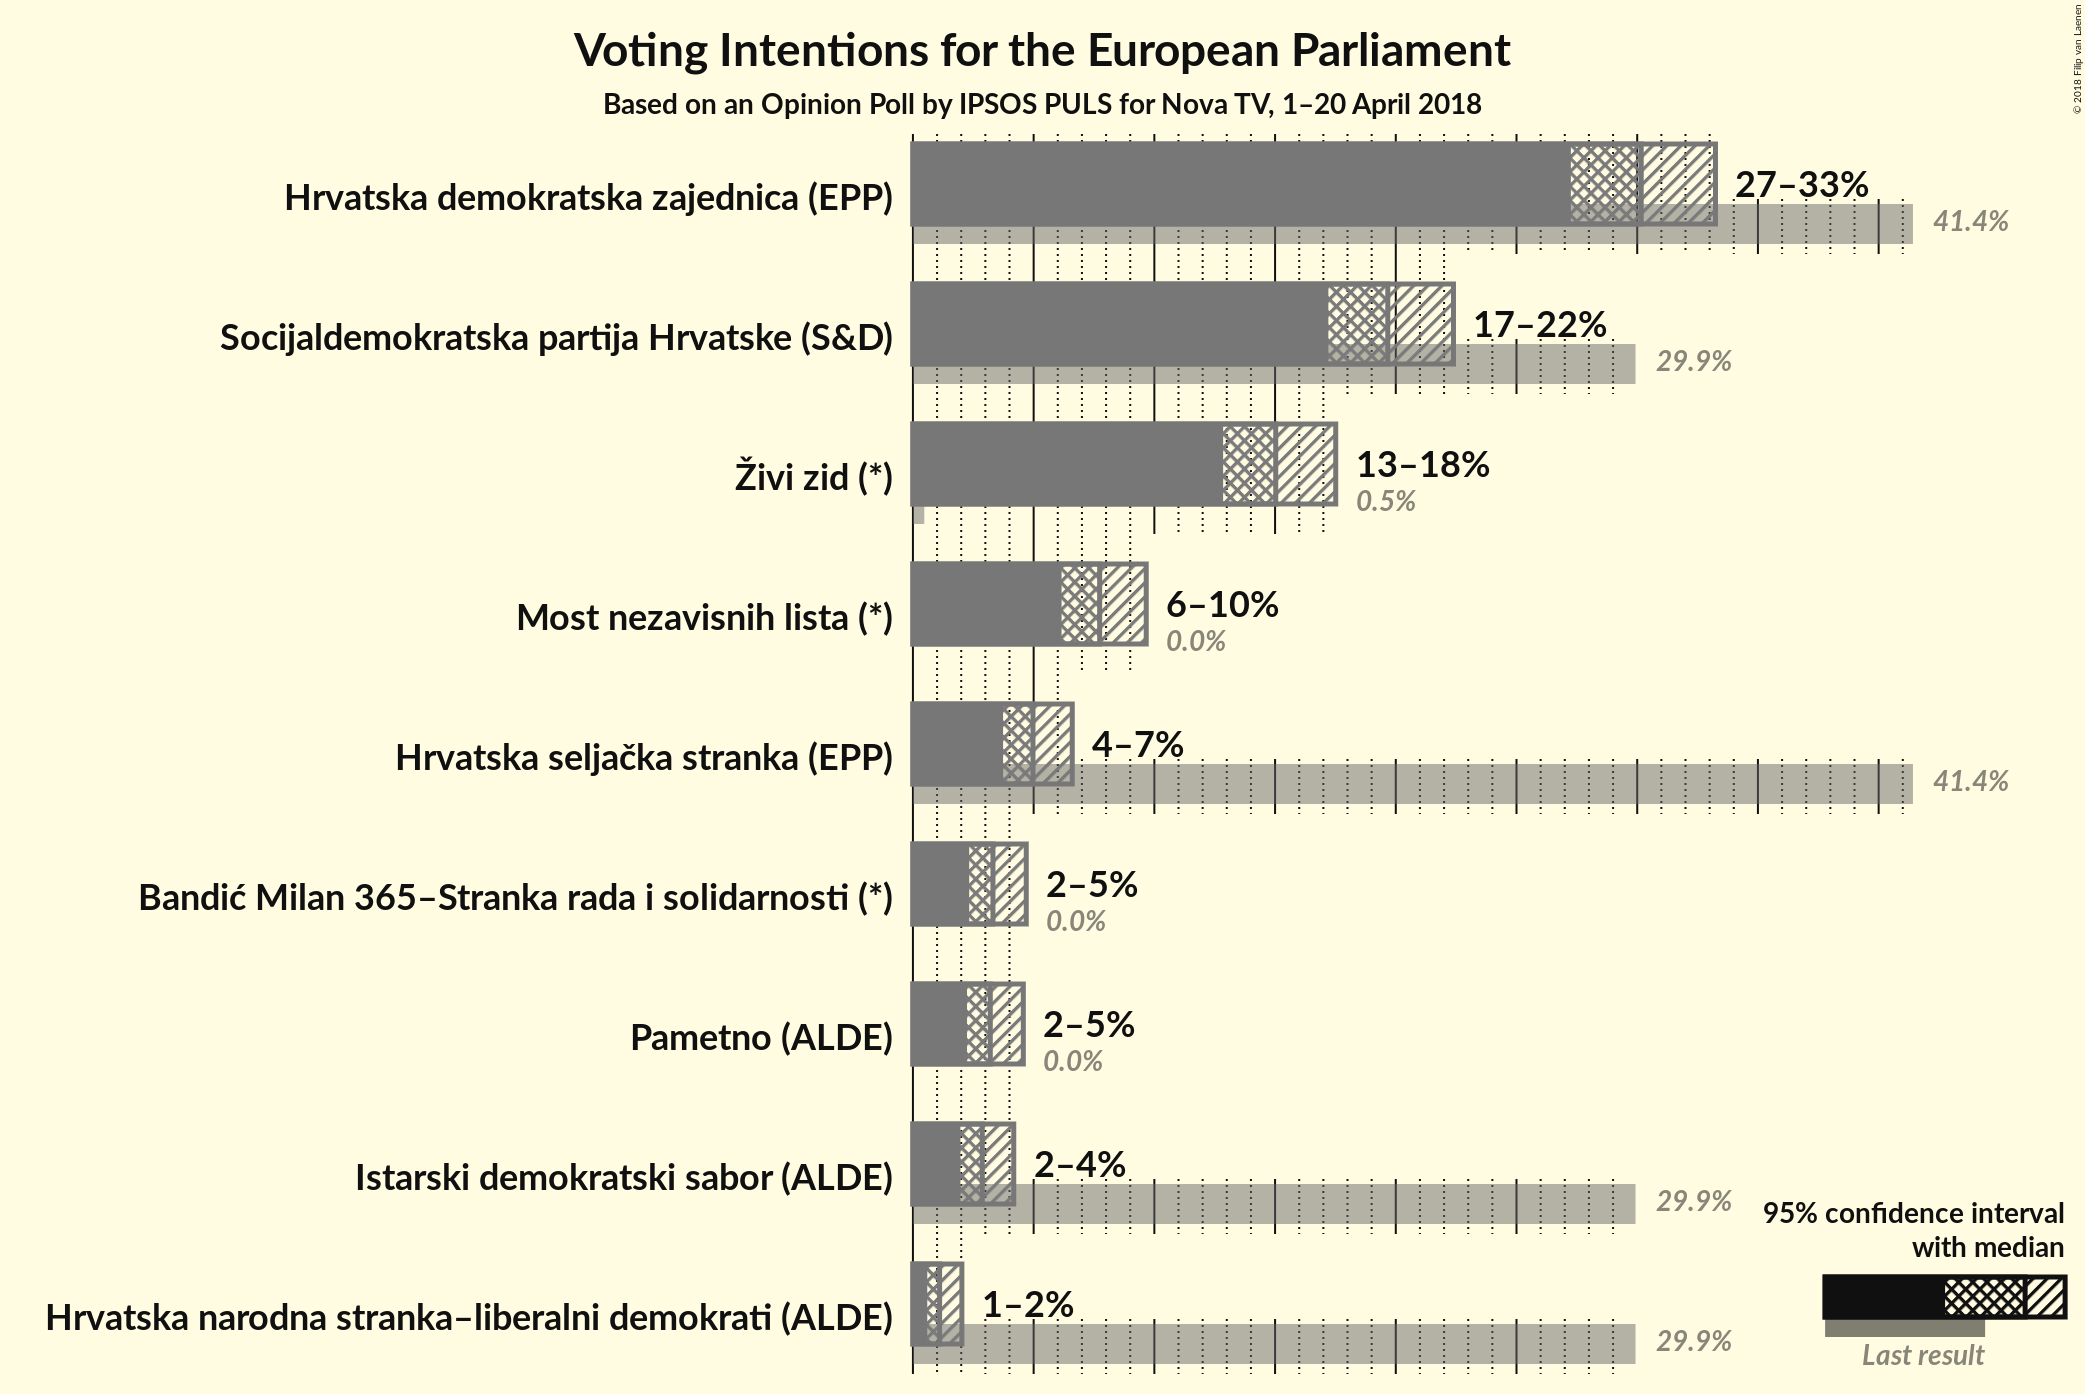 Voting Intentions for the European Parliament
Based on an Opinion Poll by IPSOS PULS for Nova TV, 1–20 April 2018
© 2018 Filip van Laenen
Hrvatska demokratska zajednica (EPP)
27–33%
41.4%
Socijaldemokratska partija Hrvatske (S&D)
17–22%
29.9%
Živi zid (*)
13–18%
0.5%
Most nezavisnih lista (*)
6–10%
0.0%
Hrvatska seljačka stranka (EPP)
4–7%
41.4%
Bandić Milan 365–Stranka rada i solidarnosti (*)
2–5%
0.0%
Pametno (ALDE)
2–5%
0.0%
Istarski demokratski sabor (ALDE)
2–4%
29.9%
Hrvatska narodna stranka–liberalni demokrati (ALDE)
1–2%
29.9%
95% confidence interval
with median
Last result